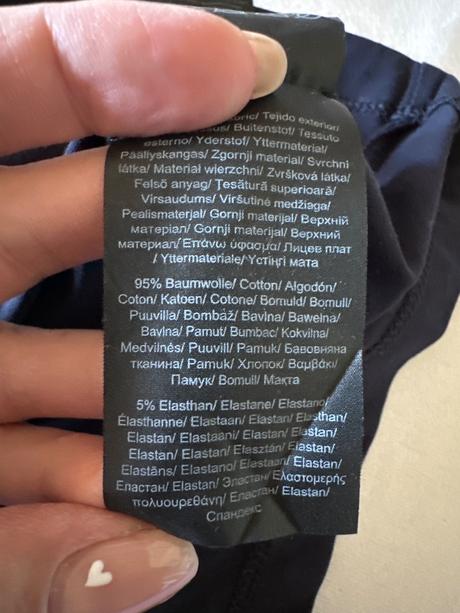 Tejido exterior/
Buitenstof/ Tessuto
esterno/ Yderstof/ Yttermaterial/
Päällyskangas/ Zgornji material/ Svrchní
látka/ Materiał wierzchni/ Zvršková látka/
Felső anyag/ Țesătură superioară/
Virsaudums/ Viršutinė medžiaga/
Pealismaterjal/ Gornji materijal/ Верхній
матеріал/ Gornji materijal/ Верхний
материал/ Επάνω ύφασμα/ Лицев плат
/ Yttermateriale/ Үстіңгі мата
95% Baumwolle/ Cotton/ Algodón/
Coton/ Katoen/ Cotone/ Bomuld/ Bomull/
Puuvilla/ Bombaž/ Bavlna/ Bawełna/
Bavlna/ Pamut/ Bumbac/ Kokvilna/
Medvilnės/ Puuvill/ Pamuk/ Бавовняна
тканина/ Pamuk/ Хлопок/ Βαμβάκι/
Памук/ Bomull/ Мақта
5% Elasthan/ Elastane/ Elastano/
Élasthanne/ Elastaan/ Elastan/ Elasthan/
Elastan/ Elastaani/ Elastan/ Elastan/
Elastan/ Elastan/ Elasztán/ Elastan/
Elastāns/ Elastano/ Elastaan/ Elastan/
Еластан/ Elastan/ Эластан/ Ελαστομερής
πολυουρεθάνη/ Еластан/ Elastan/
Спандекс